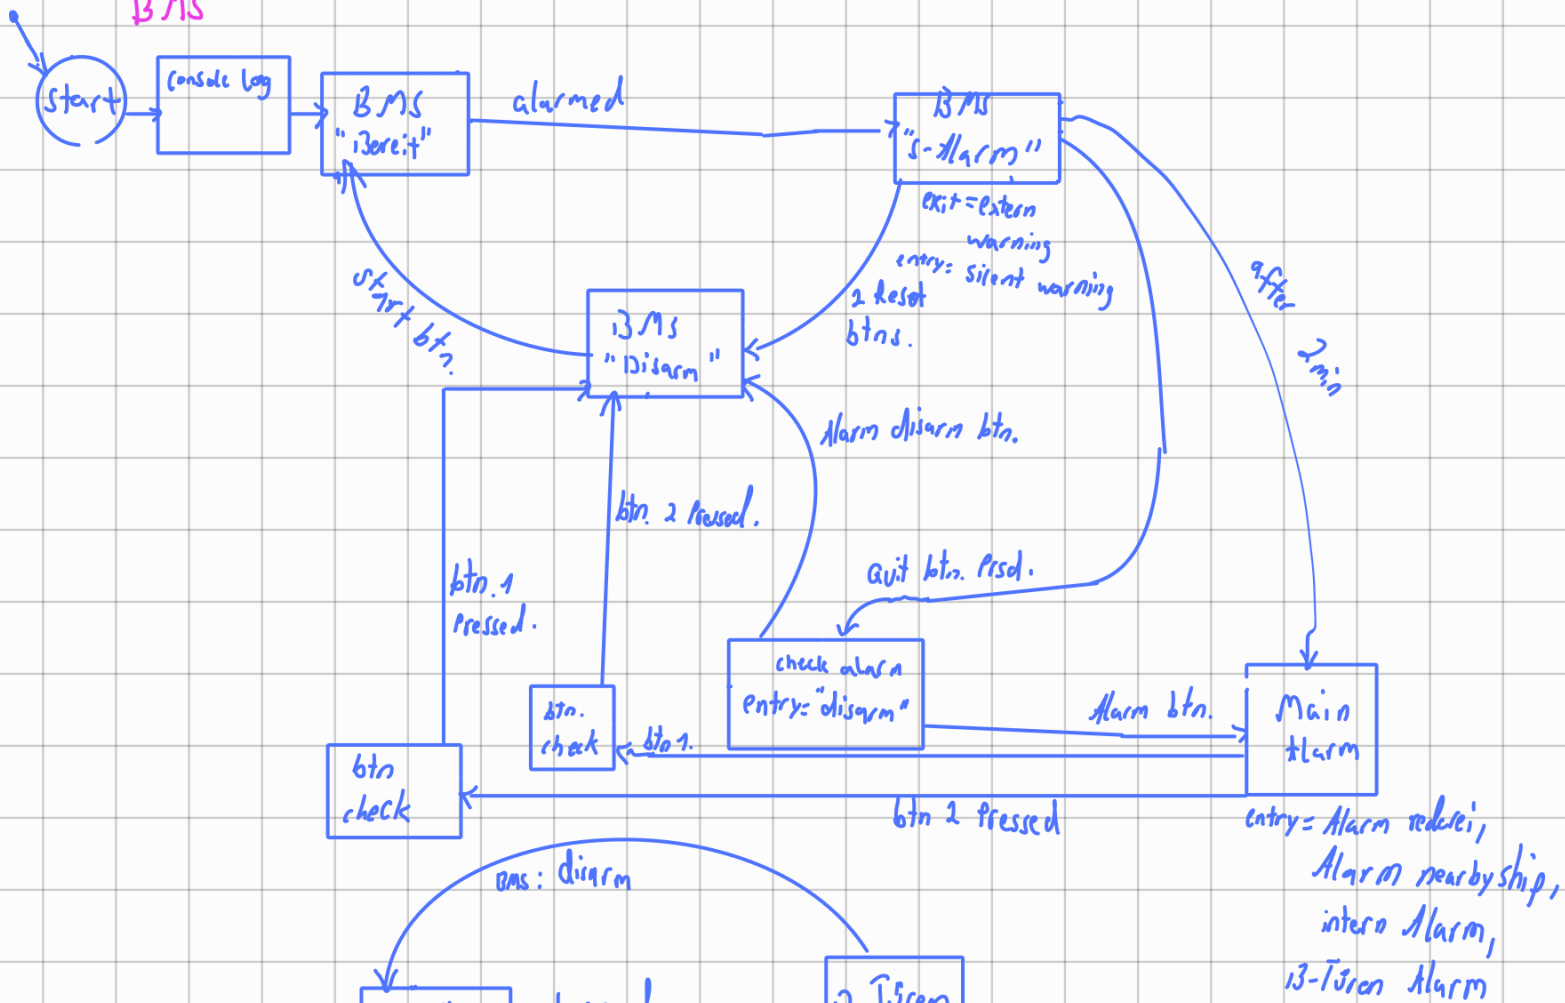 BMS
start
console log
BMS
"Bereit"
alarmed
BMS
"S-Alarm"
exit=extern
warning
entry= silent warning
2 Reset
btns.
after
2 min
start btn.
BMS
"Disarm"
Alarm disarm btn.
btn. 2 Pressed.
btn. 1
Pressed.
Quit btn. Prsd.
check alarm
entry="disarm"
Alarm btn.
Main
Alarm
btn.
check
btn 1.
btn
check
btn 2 Pressed
entry= Alarm rederei,
Alarm nearby ship,
intern Alarm,
B-Türen Alarm
BMS: disarm